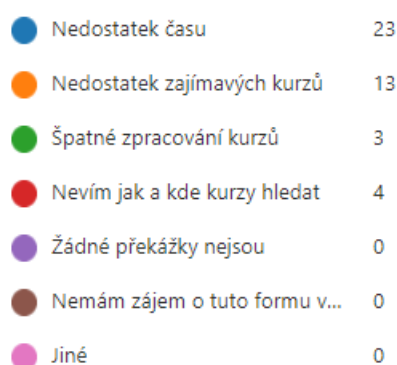 Nedostatek času 23
Nedostatek zajímavých kurzů 13
Špatné zpracování kurzů 3
Nevím jak a kde kurzy hledat 4
Žádné překážky nejsou 0
Nemám zájem o tuto formu v... 0
Jiné 0